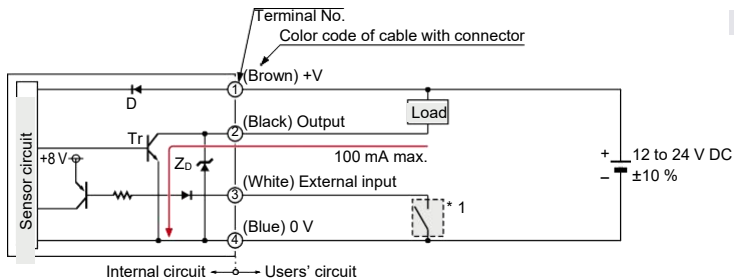 Terminal No.
Color code of cable with connector
1 (Brown) +V
D
Load
2 (Black) Output
Tr
+8 V
ZD
100 mA max.
+ 12 to 24 V DC
– ±10 %
Sensor circuit
3 (White) External input
* 1
4 (Blue) 0 V
Internal circuit
Users’ circuit